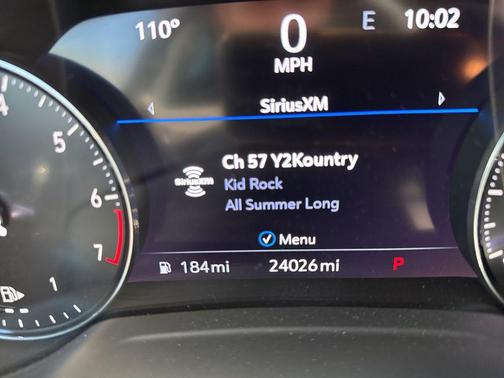 110° 0 E 10:02
MPH
SiriusXM
Ch 57 Y2Kountry
Kid Rock
siriusxm
All Summer Long
Menu
184mi 24026mi P
4
5
6
7
1